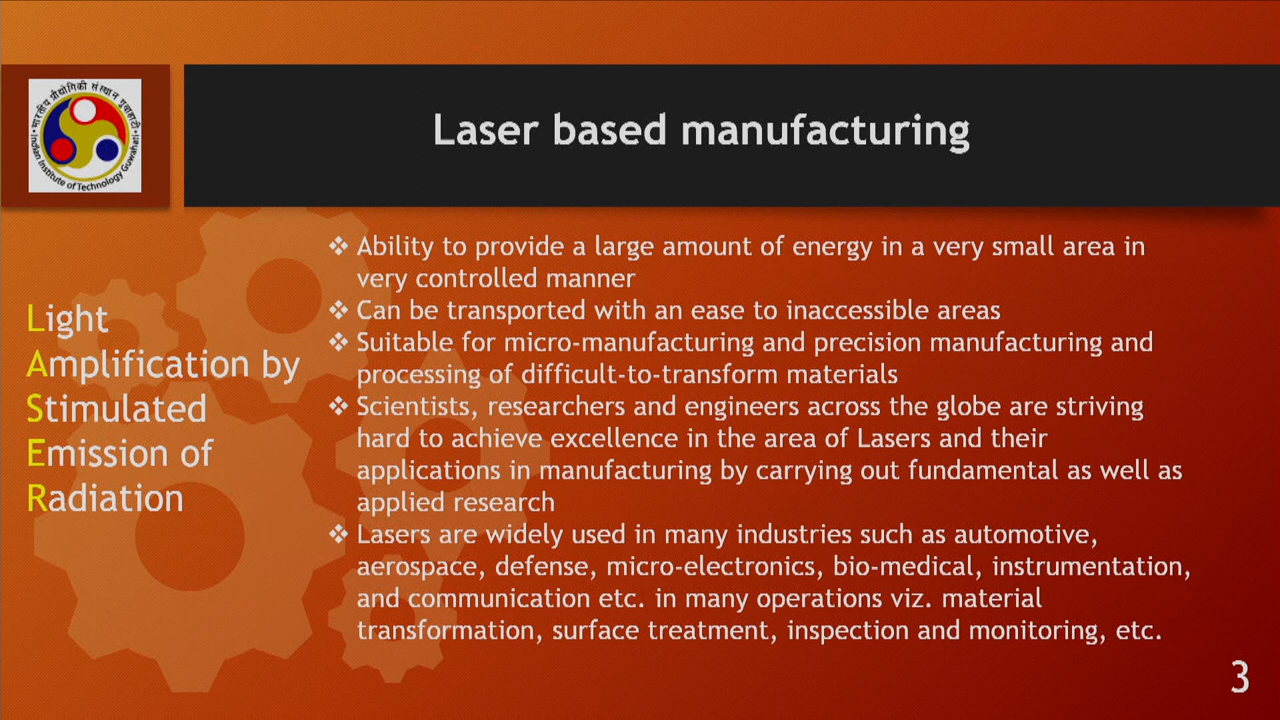 भारतीय प्रौद्योगिकी संस्थान गुवाहाटी
Indian Institute of Technology Guwahati
Laser based manufacturing
Light
Amplification by
Stimulated
Emission of
Radiation
❖ Ability to provide a large amount of energy in a very small area in
very controlled manner
❖ Can be transported with an ease to inaccessible areas
❖ Suitable for micro-manufacturing and precision manufacturing and
processing of difficult-to-transform materials
❖ Scientists, researchers and engineers across the globe are striving
hard to achieve excellence in the area of Lasers and their
applications in manufacturing by carrying out fundamental as well as
applied research
❖ Lasers are widely used in many industries such as automotive,
aerospace, defense, micro-electronics, bio-medical, instrumentation,
and communication etc. in many operations viz. material
transformation, surface treatment, inspection and monitoring, etc.
3